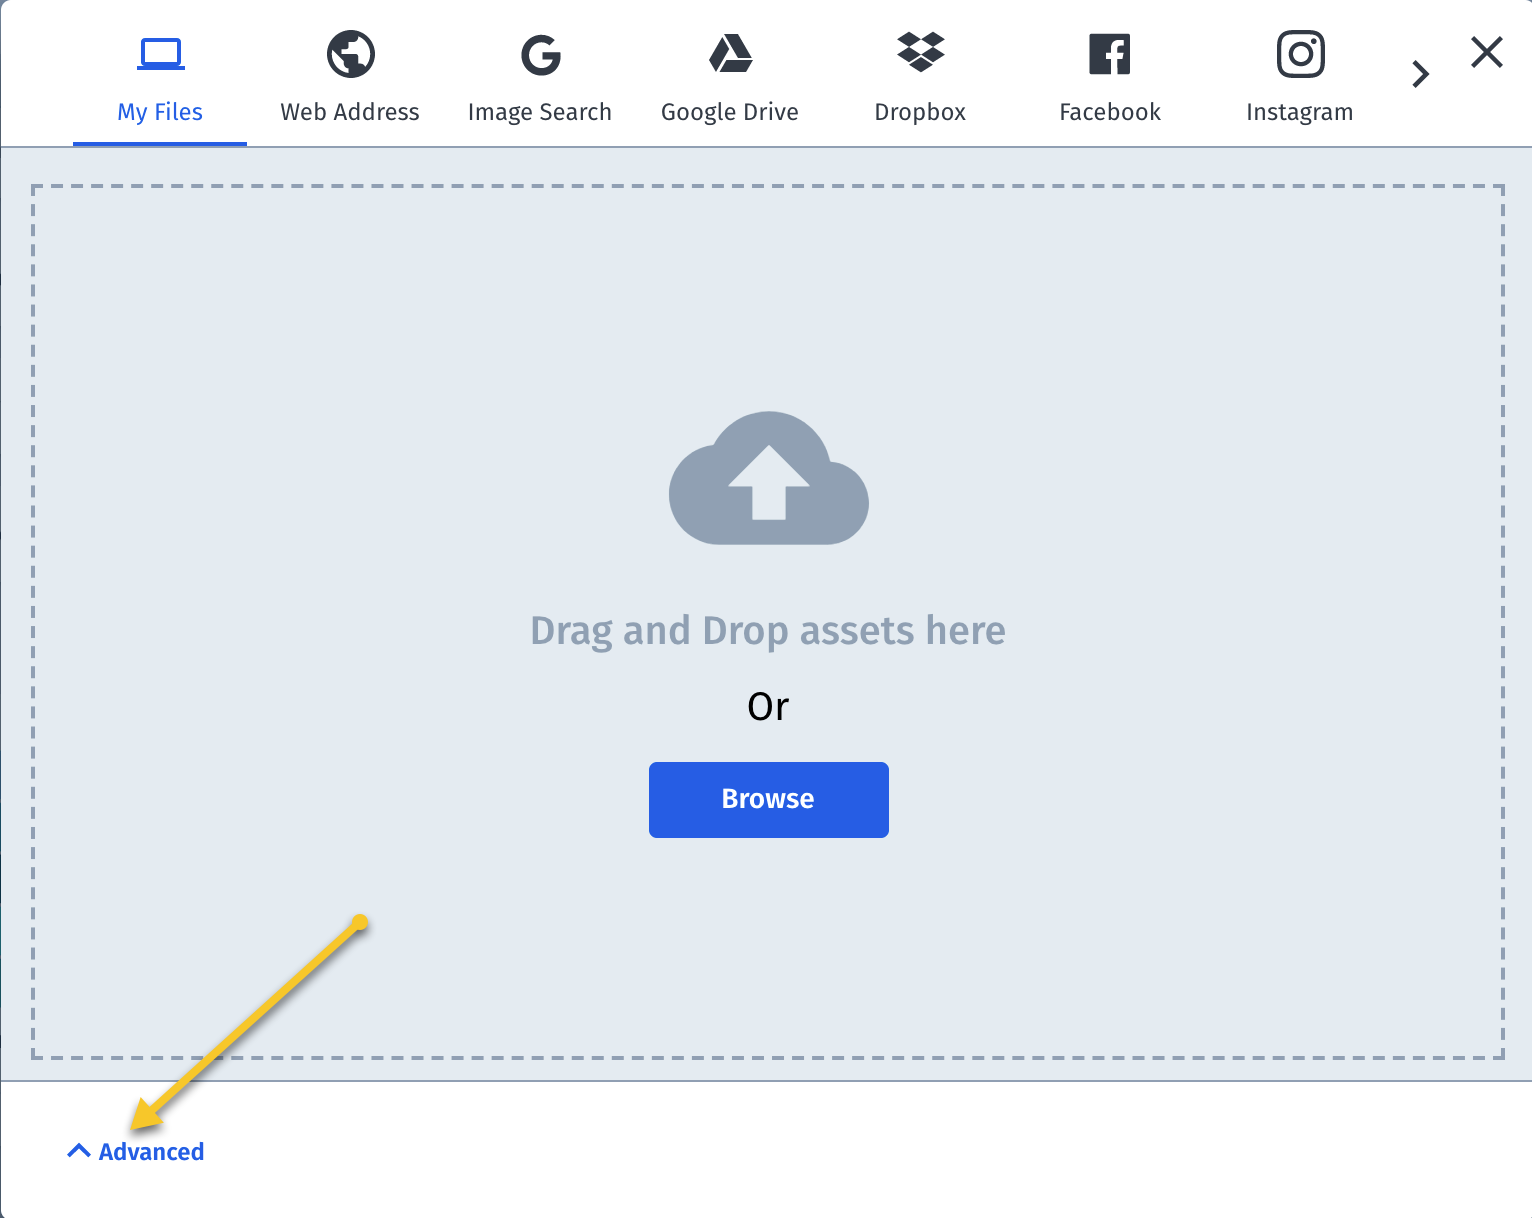 My Files
Web Address
Image Search
Google Drive
Dropbox
Facebook
Instagram
Drag and Drop assets here
Or
Browse
Advanced